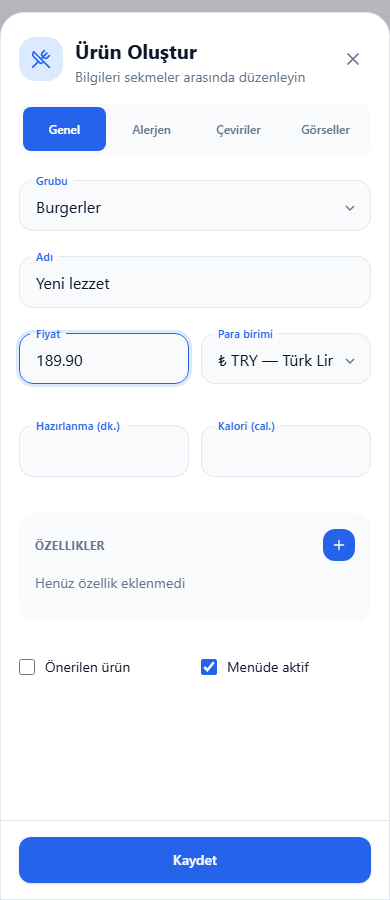 Ürün Oluştur
Bilgileri sekmeler arasında düzenleyin
Genel
Alerjen
Çeviriler
Görseller
Grubu
Burgerler
Adı
Yeni lezzet
Fiyat
189.90
Para birimi
₺ TRY — Türk Lir
Hazırlanma (dk.)
Kalori (cal.)
ÖZELLIKLER
Henüz özellik eklenmedi
Önerilen ürün
Menüde aktif
Kaydet